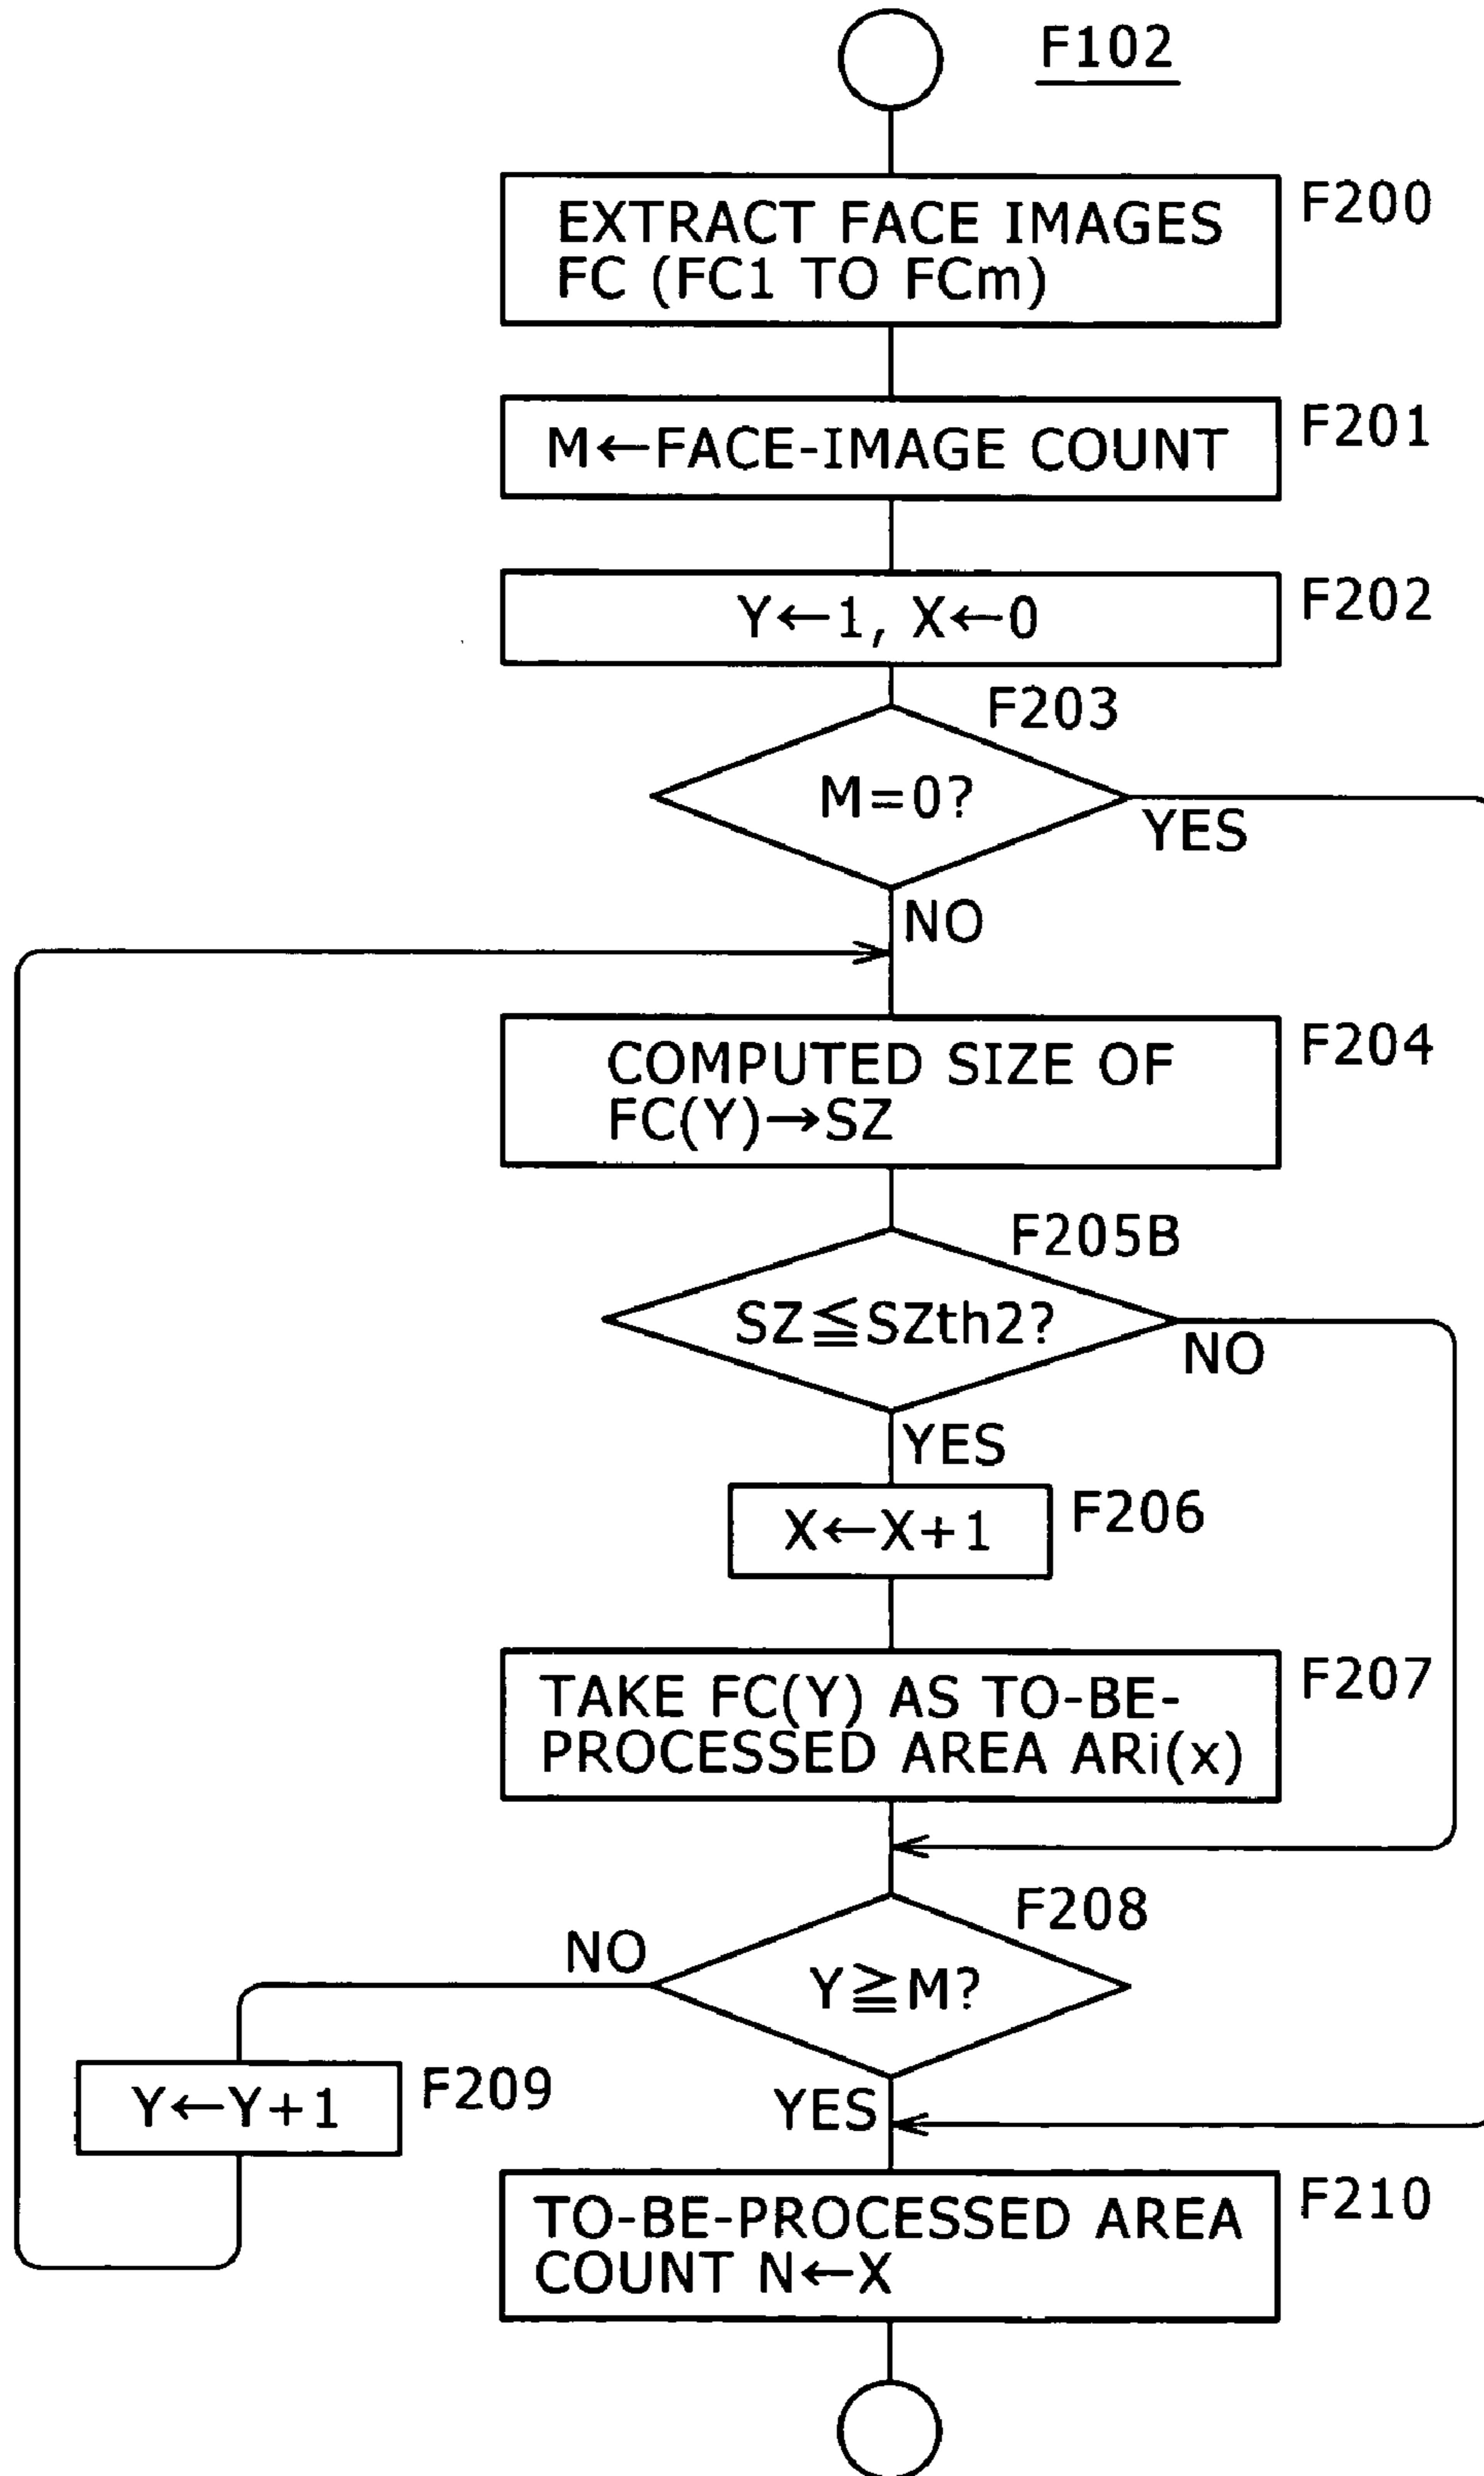 F102
EXTRACT FACE IMAGES
FC (FC1 TO FCm)
F200
M←FACE-IMAGE COUNT
F201
Y←1, X←0
F202
F203
M=0?
YES
NO
COMPUTED SIZE OF
FC(Y)→SZ
F204
F205B
SZ≦SZth2?
NO
YES
X←X+1
F206
TAKE FC(Y) AS TO-BE-
PROCESSED AREA ARi(x)
F207
F208
NO
Y≧M?
Y←Y+1
F209
YES
TO-BE-PROCESSED AREA
COUNT N←X
F210